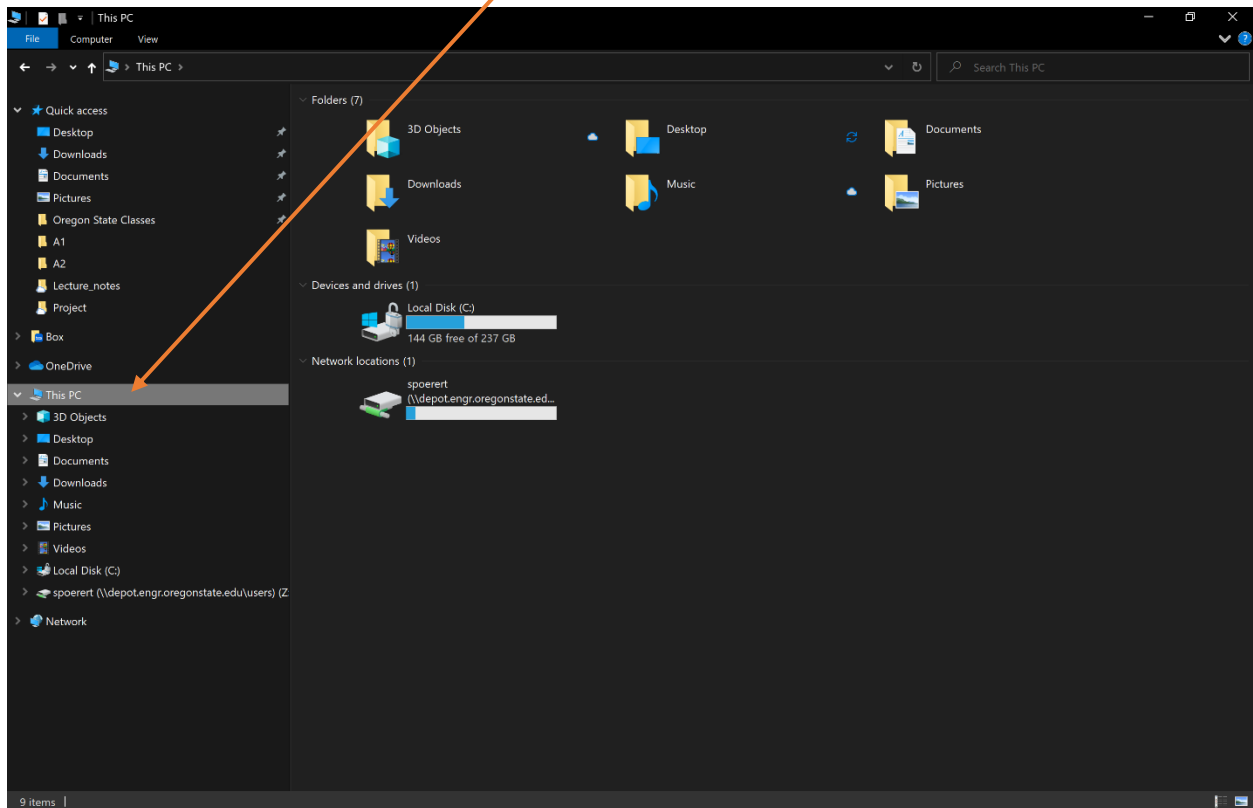 This PC
File Computer View
This PC
Search This PC
Quick access
Desktop
Downloads
Documents
Pictures
Oregon State Classes
A1
A2
Lecture_notes
Project
Box
OneDrive
This PC
3D Objects
Desktop
Documents
Downloads
Music
Pictures
Videos
Local Disk (C:)
spoerert (\\depot.engr.oregonstate.edu\users) (Z:
Network
Folders (7)
3D Objects
Desktop
Documents
Downloads
Music
Pictures
Videos
Devices and drives (1)
Local Disk (C:)
144 GB free of 237 GB
Network locations (1)
spoerert
(\\depot.engr.oregonstate.ed...
9 items